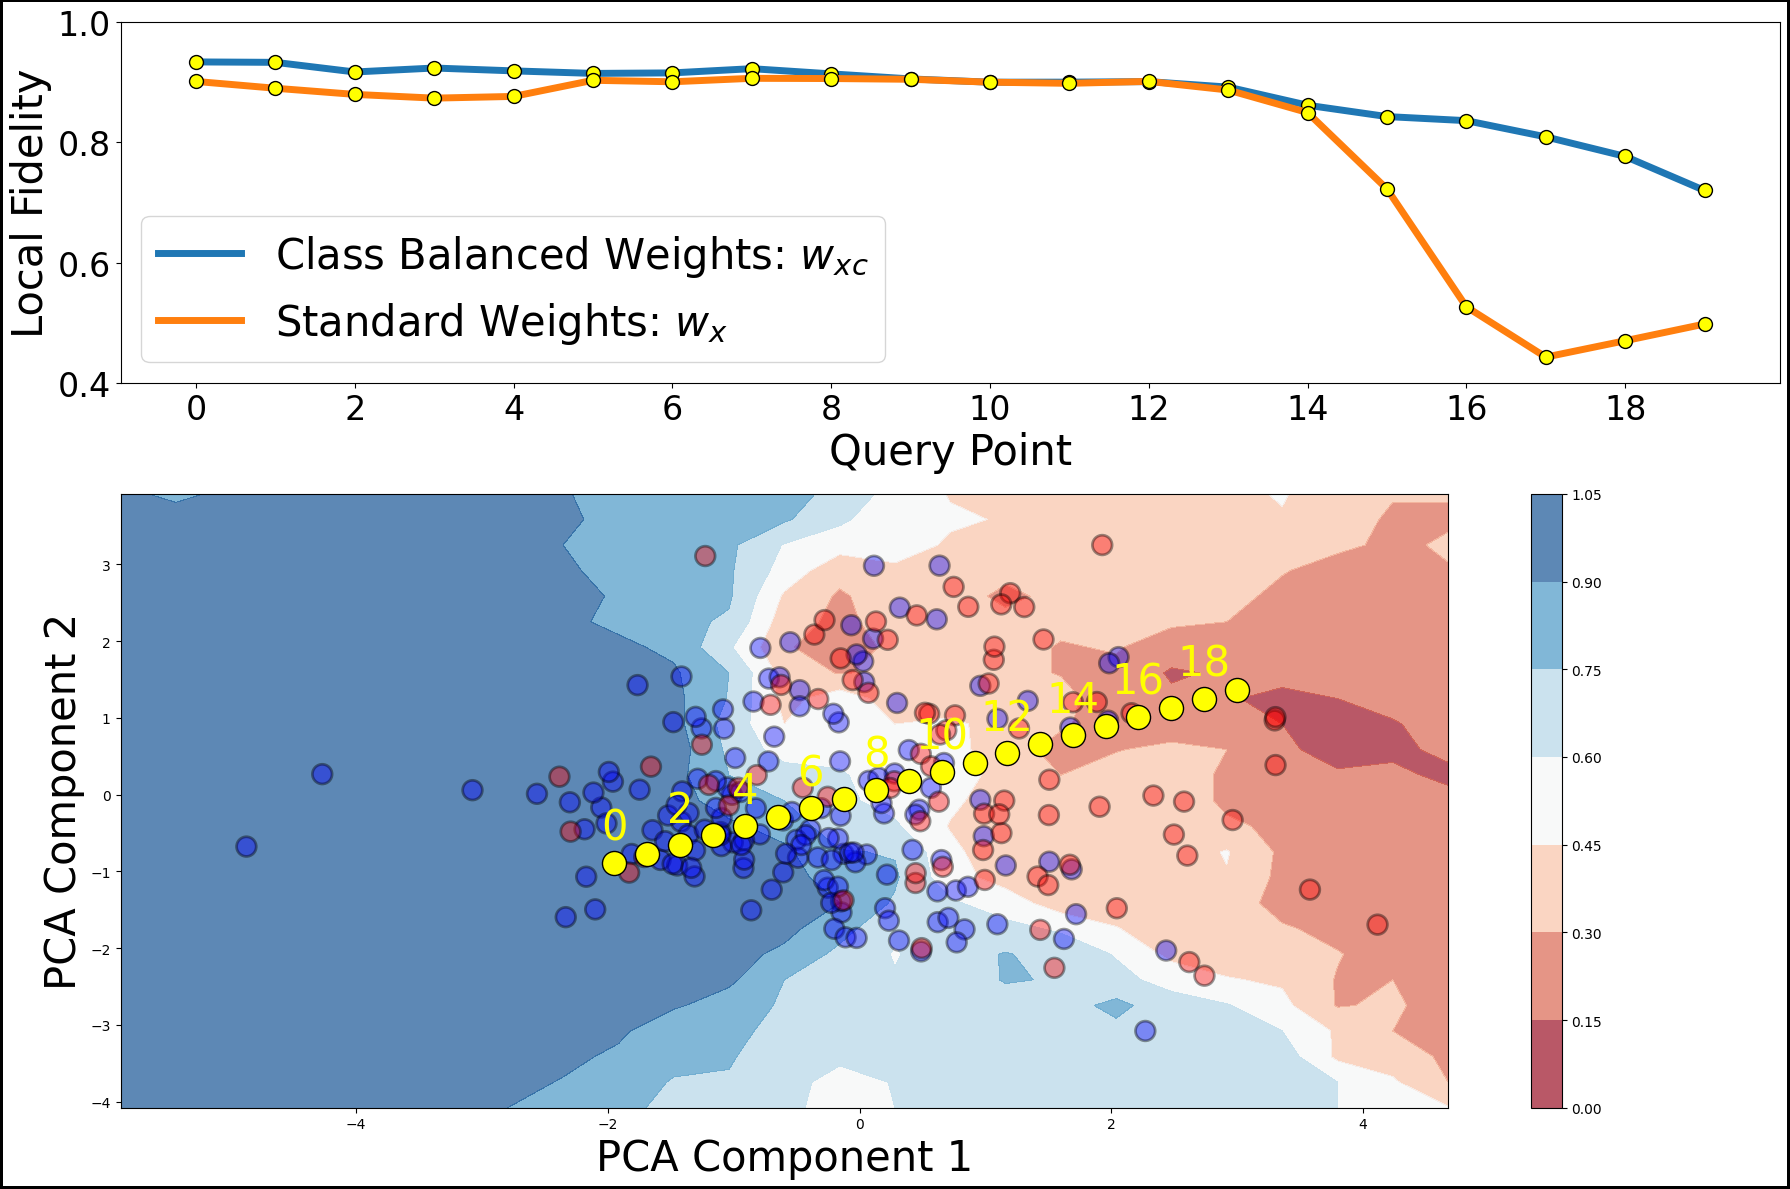 1.0
0.8
0.6
0.4
Local Fidelity
Class Balanced Weights: w_xc
Standard Weights: w_x
0 2 4 6 8 10 12 14 16 18
Query Point
3
2
1
0
−1
−2
−3
−4
PCA Component 2
0 2 4 6 8 10 12 14 16 18
−4 −2 0 2 4
PCA Component 1
1.05
0.90
0.75
0.60
0.45
0.30
0.15
0.00